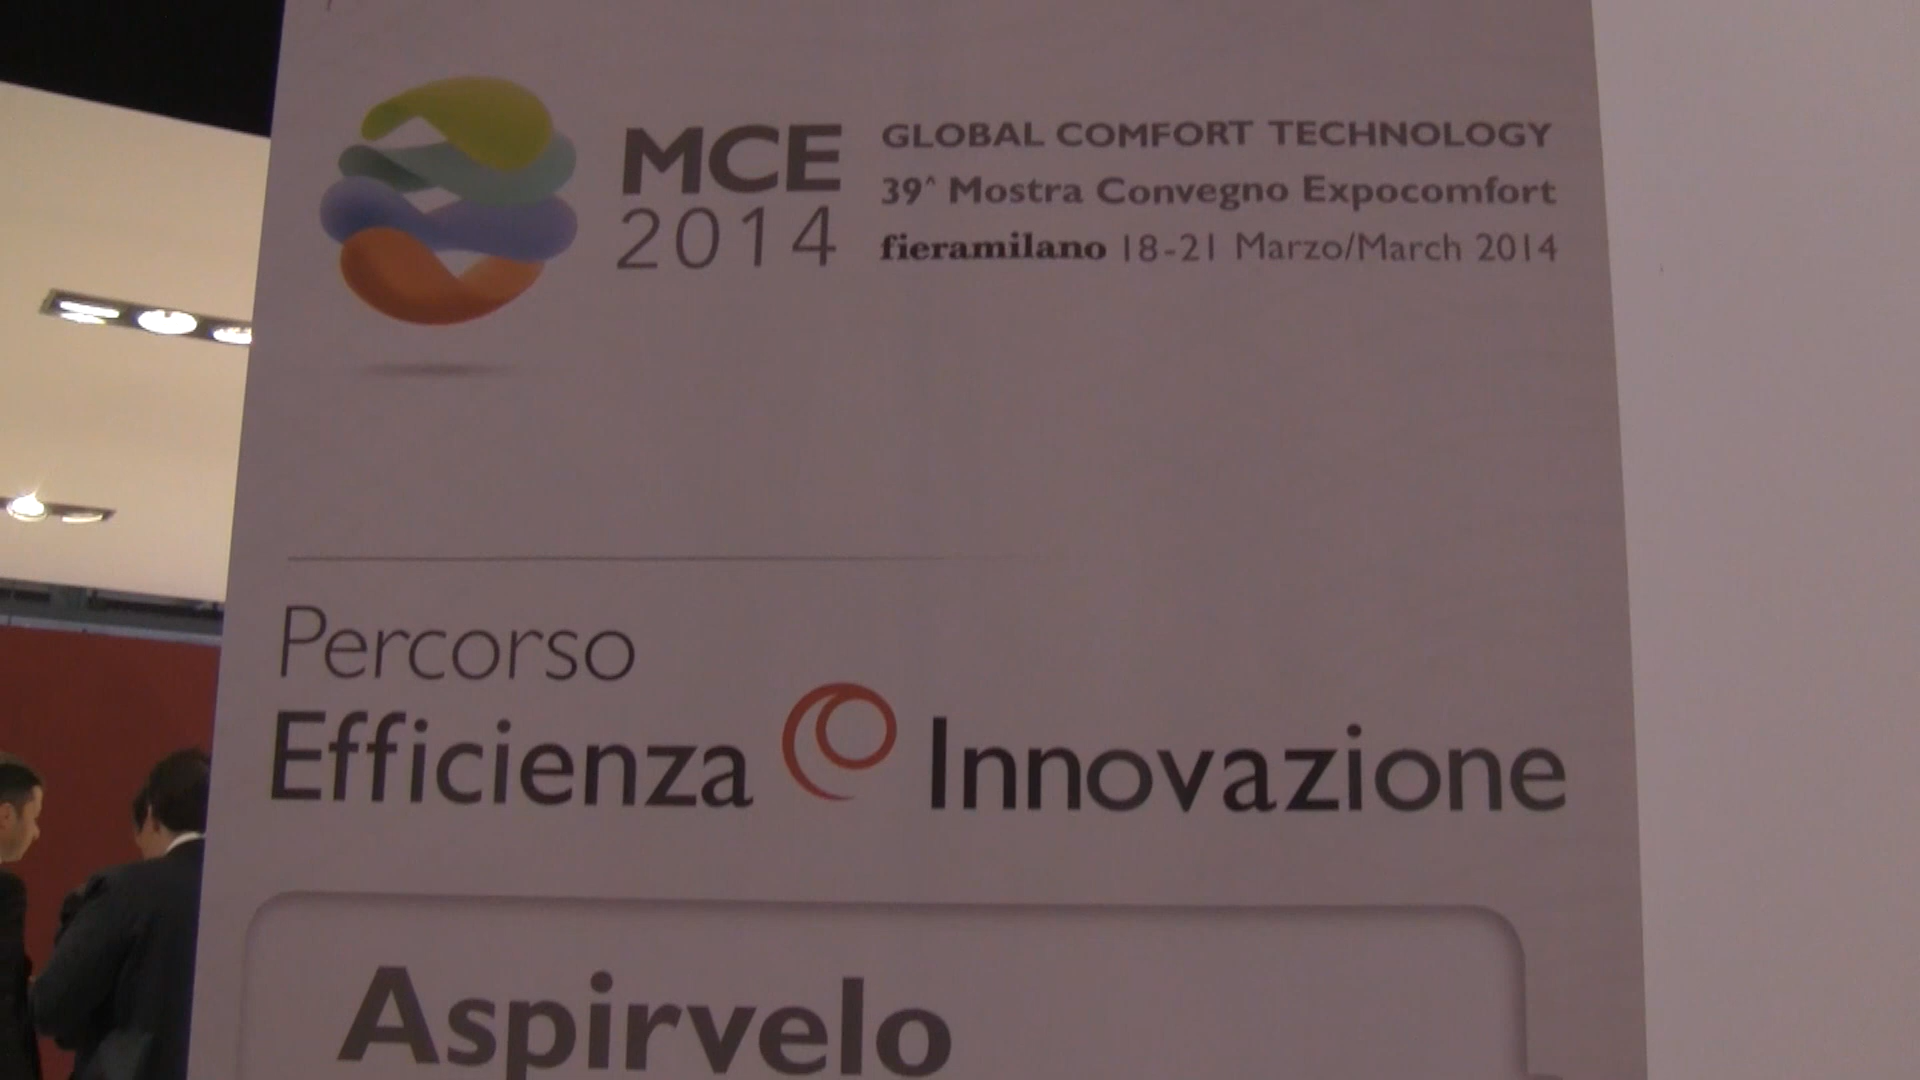 MCE
2014
GLOBAL COMFORT TECHNOLOGY
39^ Mostra Convegno Expocomfort
fieramilano 18-21 Marzo/March 2014
Percorso
Efficienza e Innovazione
Aspirvelo